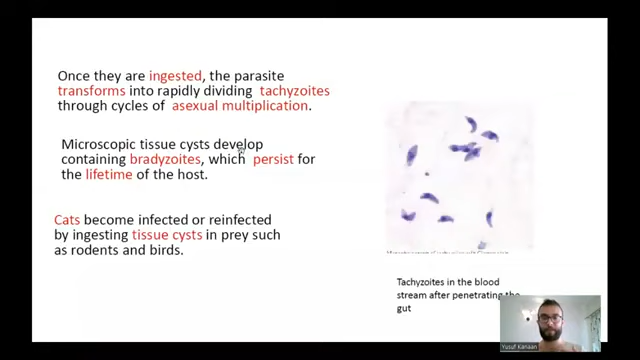 Once they are ingested, the parasite
transforms into rapidly dividing tachyzoites
through cycles of asexual multiplication.
Microscopic tissue cysts develop
containing bradyzoites, which persist for
the lifetime of the host.
Cats become infected or reinfected
by ingesting tissue cysts in prey such
as rodents and birds.
Tachyzoites in the blood
stream after penetrating the
gut
Yusuf Kanaan